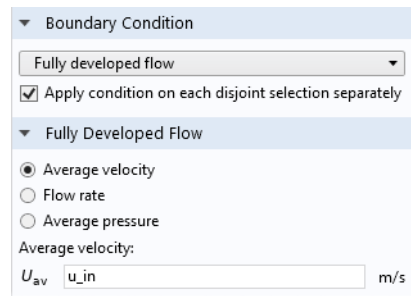 Boundary Condition
Fully developed flow
Apply condition on each disjoint selection separately
Fully Developed Flow
Average velocity
Flow rate
Average pressure
Average velocity:
Uav u_in m/s